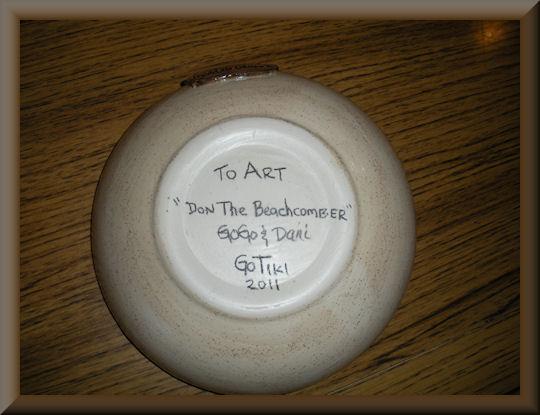 To Art
"Don The Beachcomber"
GoGo & Dani
GoTiki
2011